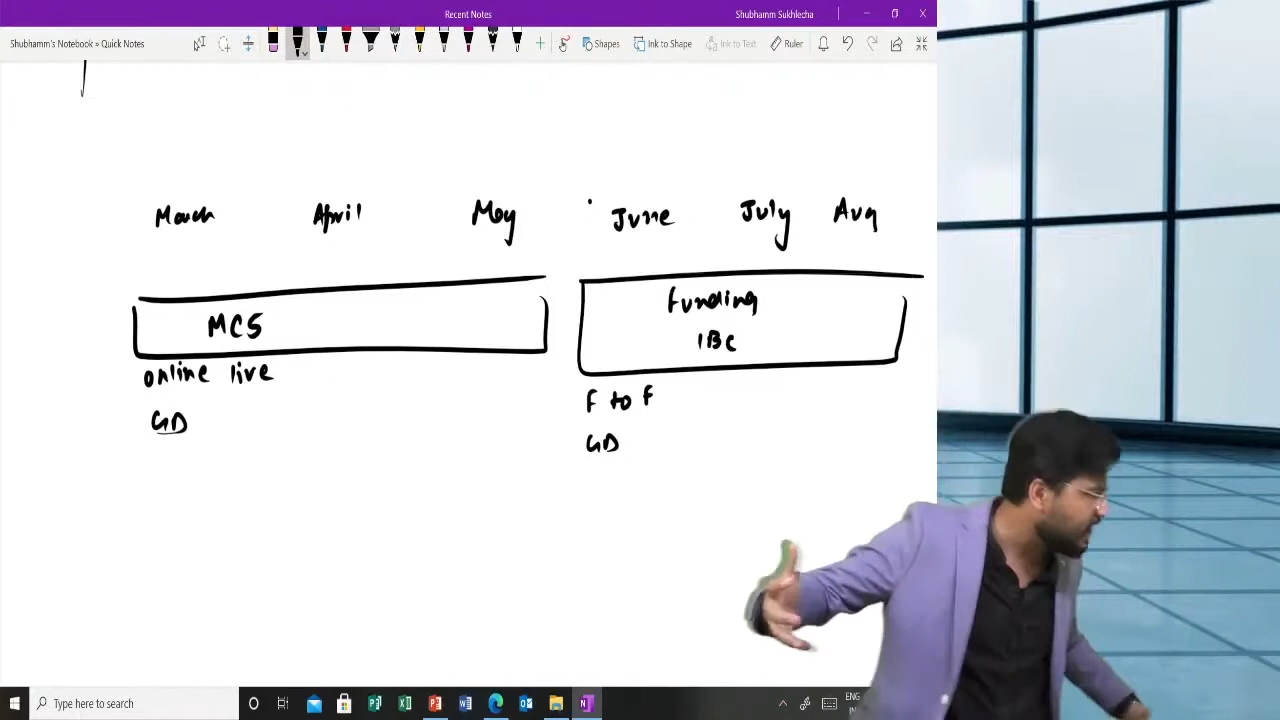 Recent Notes
Shubhamm Sukhlecha
Shubhamm's Notebook » Quick Notes
Shapes
Ink to Shape
Ink to Text
Ruler
March April May June July Aug
MCS
Funding
IBC
online live
GD
F to F
GD
Type here to search
ENG